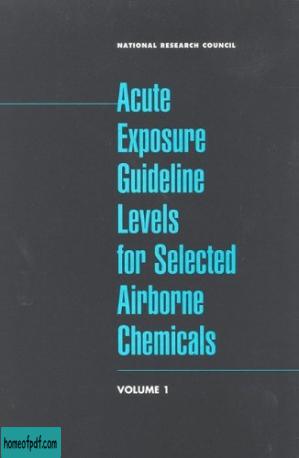 NATIONAL RESEARCH COUNCIL
Acute
Exposure
Guideline
Levels
for Selected
Airborne
Chemicals
VOLUME 1
homeofpdf.com